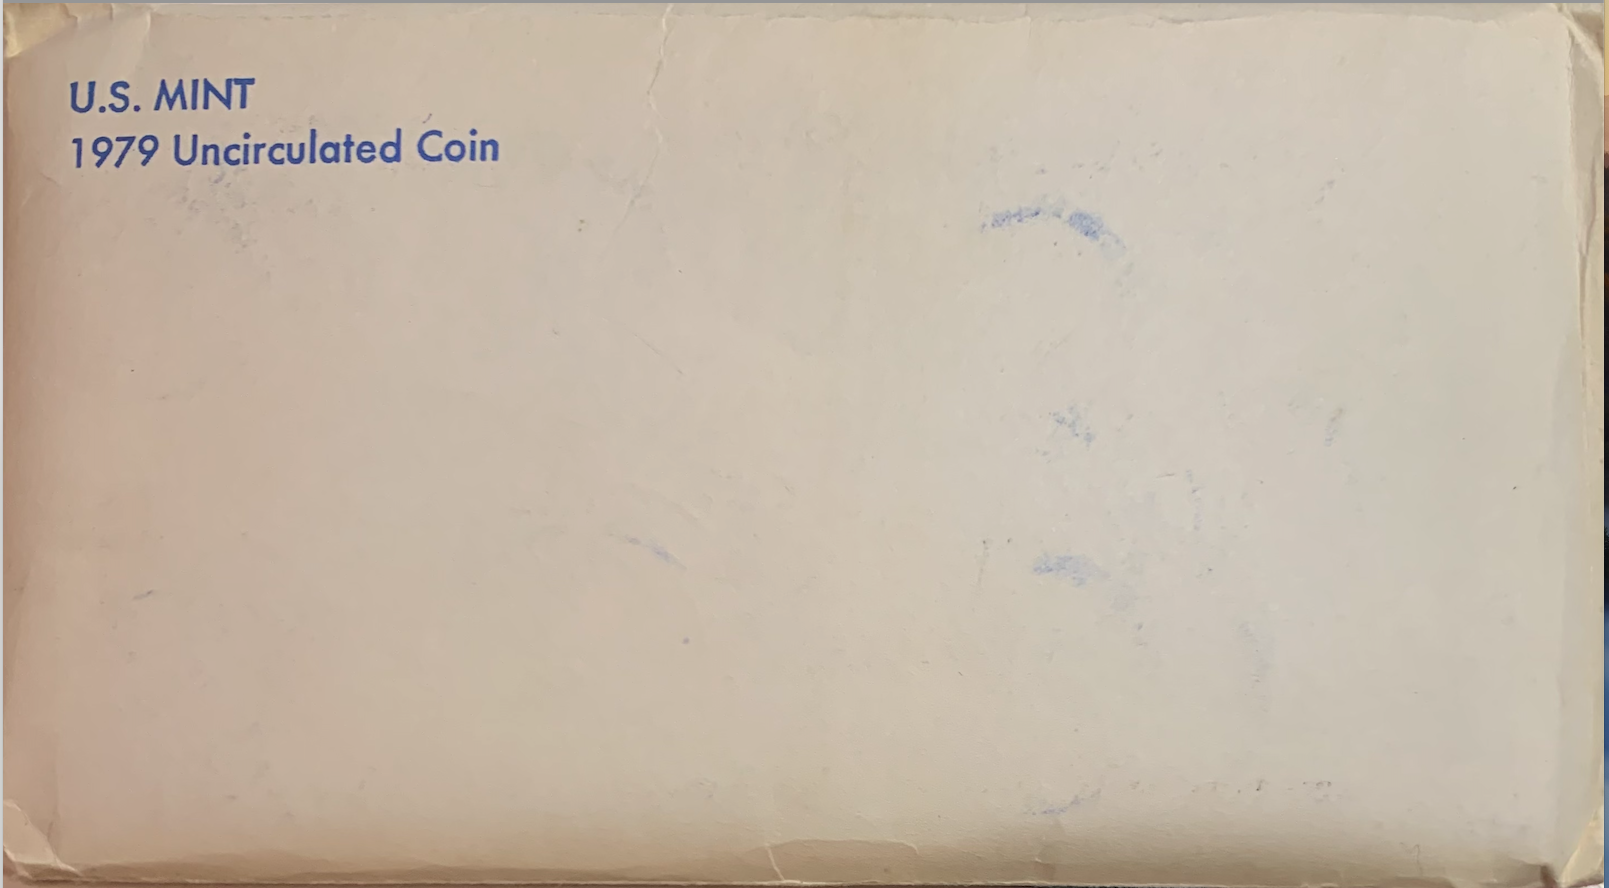 U.S. MINT
1979 Uncirculated Coin